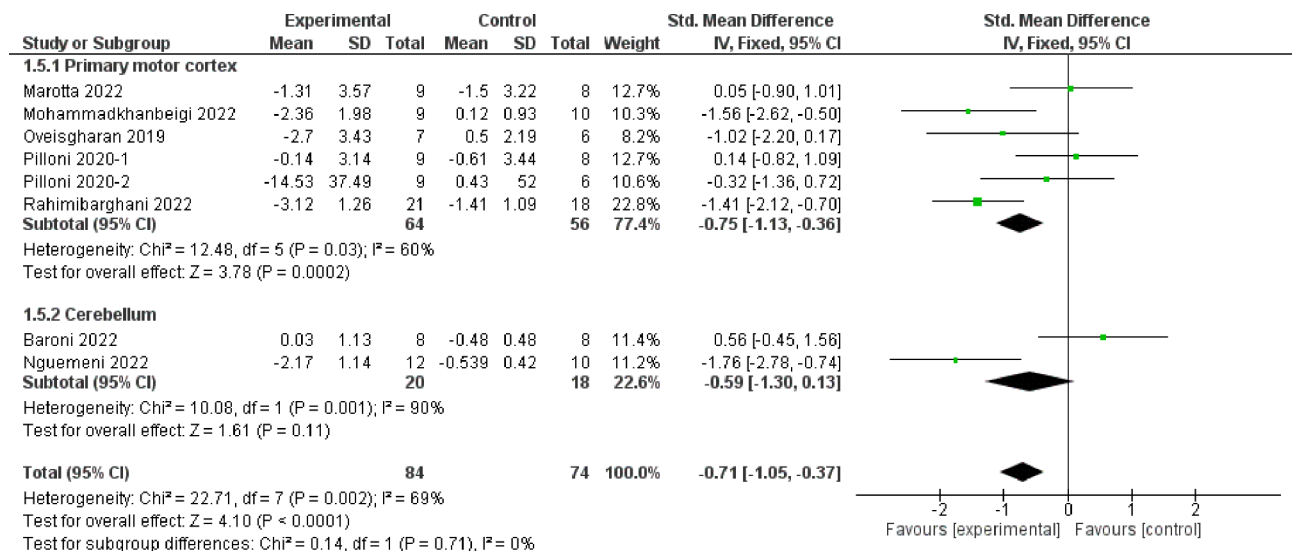 Experimental Control Std. Mean Difference Std. Mean Difference
Study or Subgroup Mean SD Total Mean SD Total Weight IV, Fixed, 95% CI IV, Fixed, 95% CI
1.5.1 Primary motor cortex
Marotta 2022 -1.31 3.57 9 -1.5 3.22 8 12.7% 0.05 [-0.90, 1.01]
Mohammadkhanbeigi 2022 -2.36 1.98 9 0.12 0.93 10 10.3% -1.56 [-2.62, -0.50]
Oveisgharan 2019 -2.7 3.43 7 0.5 2.19 6 8.2% -1.02 [-2.20, 0.17]
Pilloni 2020-1 -0.14 3.14 9 -0.61 3.44 8 12.7% 0.14 [-0.82, 1.09]
Pilloni 2020-2 -14.53 37.49 9 0.43 52 6 10.6% -0.32 [-1.36, 0.72]
Rahimibarghani 2022 -3.12 1.26 21 -1.41 1.09 18 22.8% -1.41 [-2.12, -0.70]
Subtotal (95% CI) 64 56 77.4% -0.75 [-1.13, -0.36]
Heterogeneity: Chi² = 12.48, df = 5 (P = 0.03); I² = 60%
Test for overall effect: Z = 3.78 (P = 0.0002)
1.5.2 Cerebellum
Baroni 2022 0.03 1.13 8 -0.48 0.48 8 11.4% 0.56 [-0.45, 1.56]
Nguemeni 2022 -2.17 1.14 12 -0.539 0.42 10 11.2% -1.76 [-2.78, -0.74]
Subtotal (95% CI) 20 18 22.6% -0.59 [-1.30, 0.13]
Heterogeneity: Chi² = 10.08, df = 1 (P = 0.001); I² = 90%
Test for overall effect: Z = 1.61 (P = 0.11)
Total (95% CI) 84 74 100.0% -0.71 [-1.05, -0.37]
Heterogeneity: Chi² = 22.71, df = 7 (P = 0.002); I² = 69%
Test for overall effect: Z = 4.10 (P < 0.0001)
Test for subgroup differences: Chi² = 0.14, df = 1 (P = 0.71), I² = 0%
-2 -1 0 1 2
Favours [experimental] Favours [control]